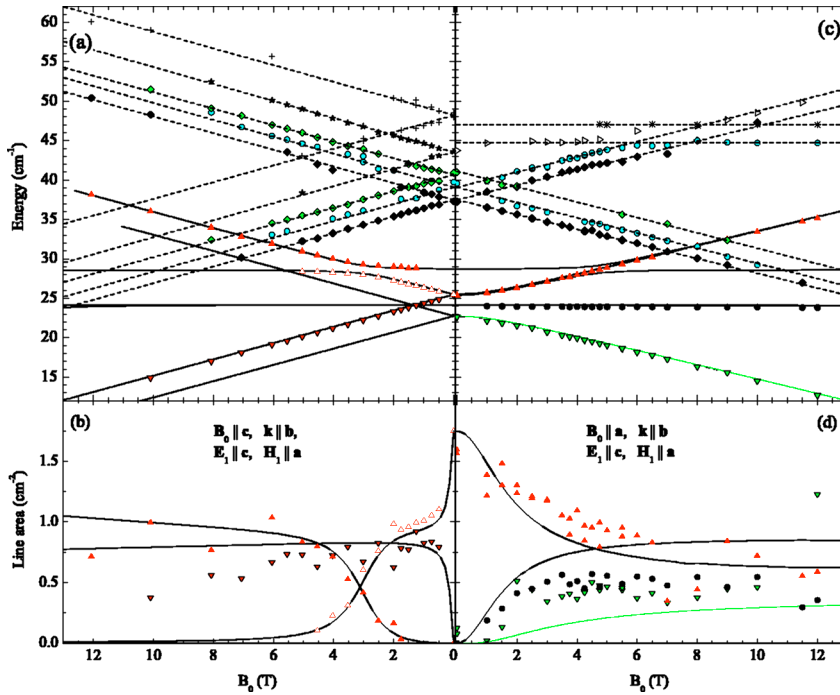 (a)
(c)
60
55
50
45
40
35
30
25
20
15
Energy (cm⁻¹)
(b)
B₀ ∥ c, k ∥ b,
E₁ ∥ c, H₁ ∥ a
(d)
B₀ ∥ a, k ∥ b
E₁ ∥ c, H₁ ∥ a
1.5
1.0
0.5
0.0
Line area (cm⁻²)
12 10 8 6 4 2 0 2 4 6 8 10 12
B₀ (T) B₀ (T)